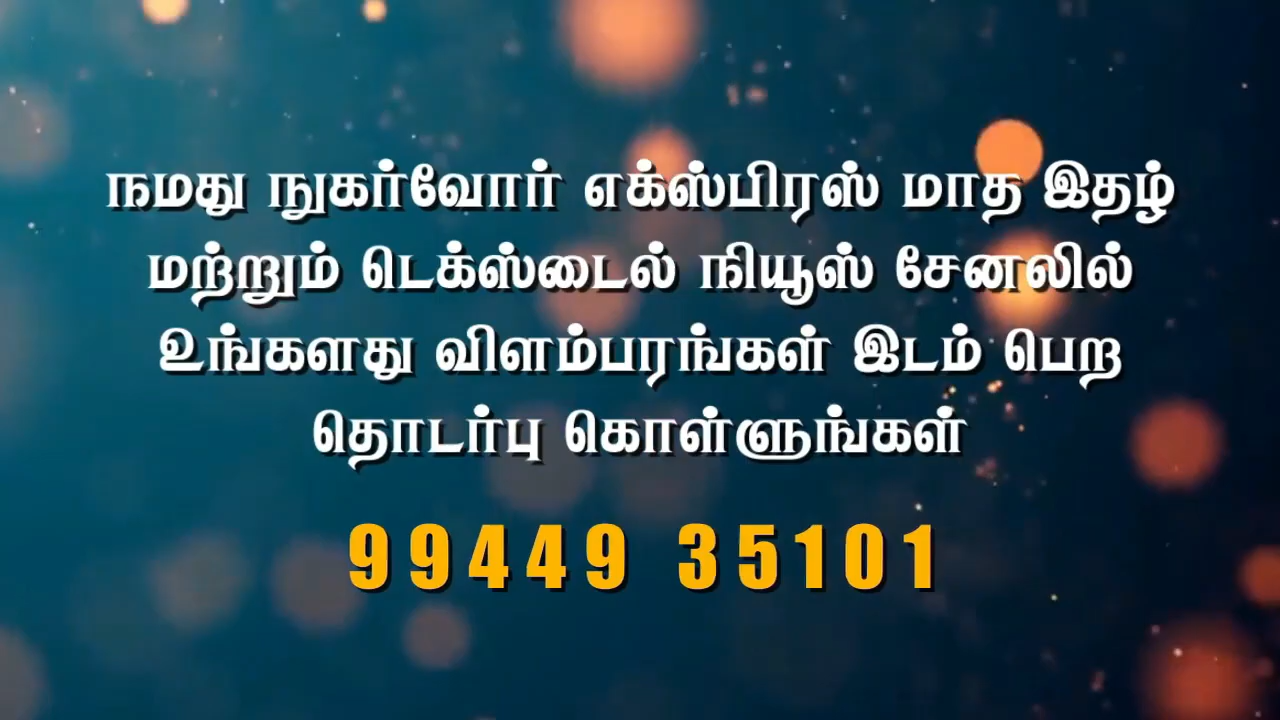 நமது நுகர்வோர் எக்ஸ்பிரஸ் மாத இதழ்
மற்றும் டெக்ஸ்டைல் நியூஸ் சேனலில்
உங்களது விளம்பரங்கள் இடம் பெற
தொடர்பு கொள்ளுங்கள்
99449 35101